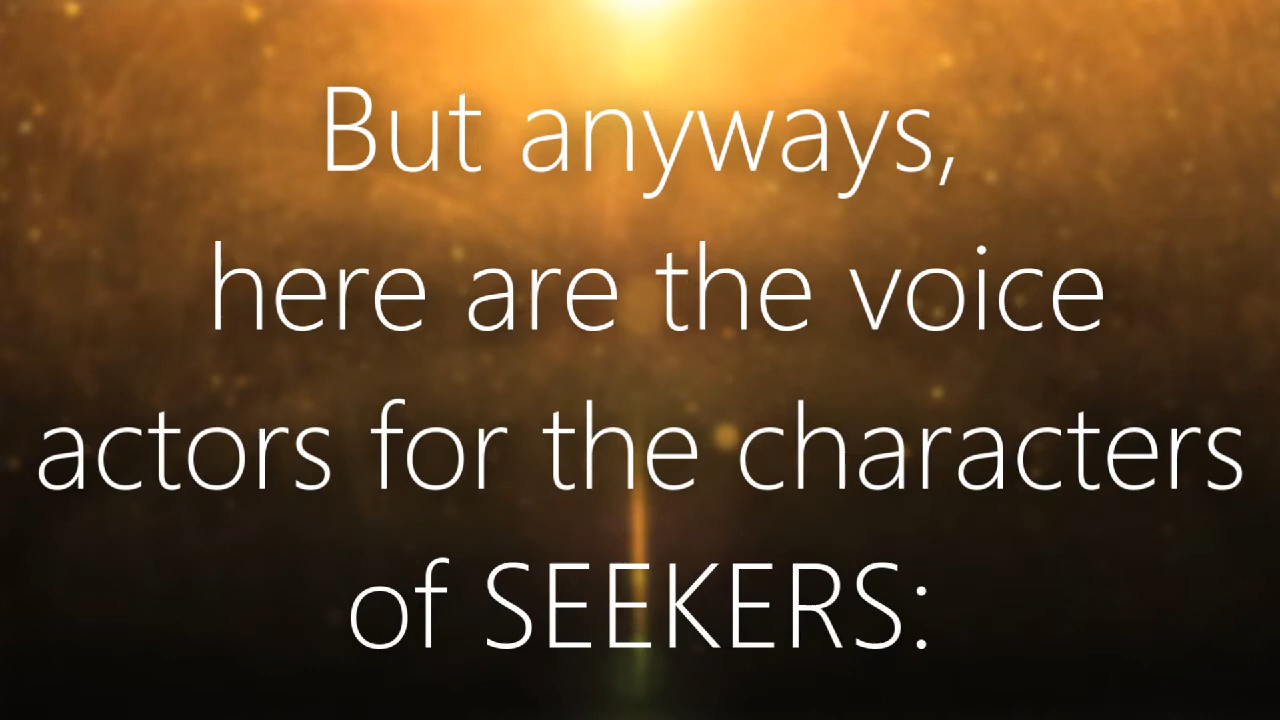 But anyways,
here are the voice
actors for the characters
of SEEKERS: